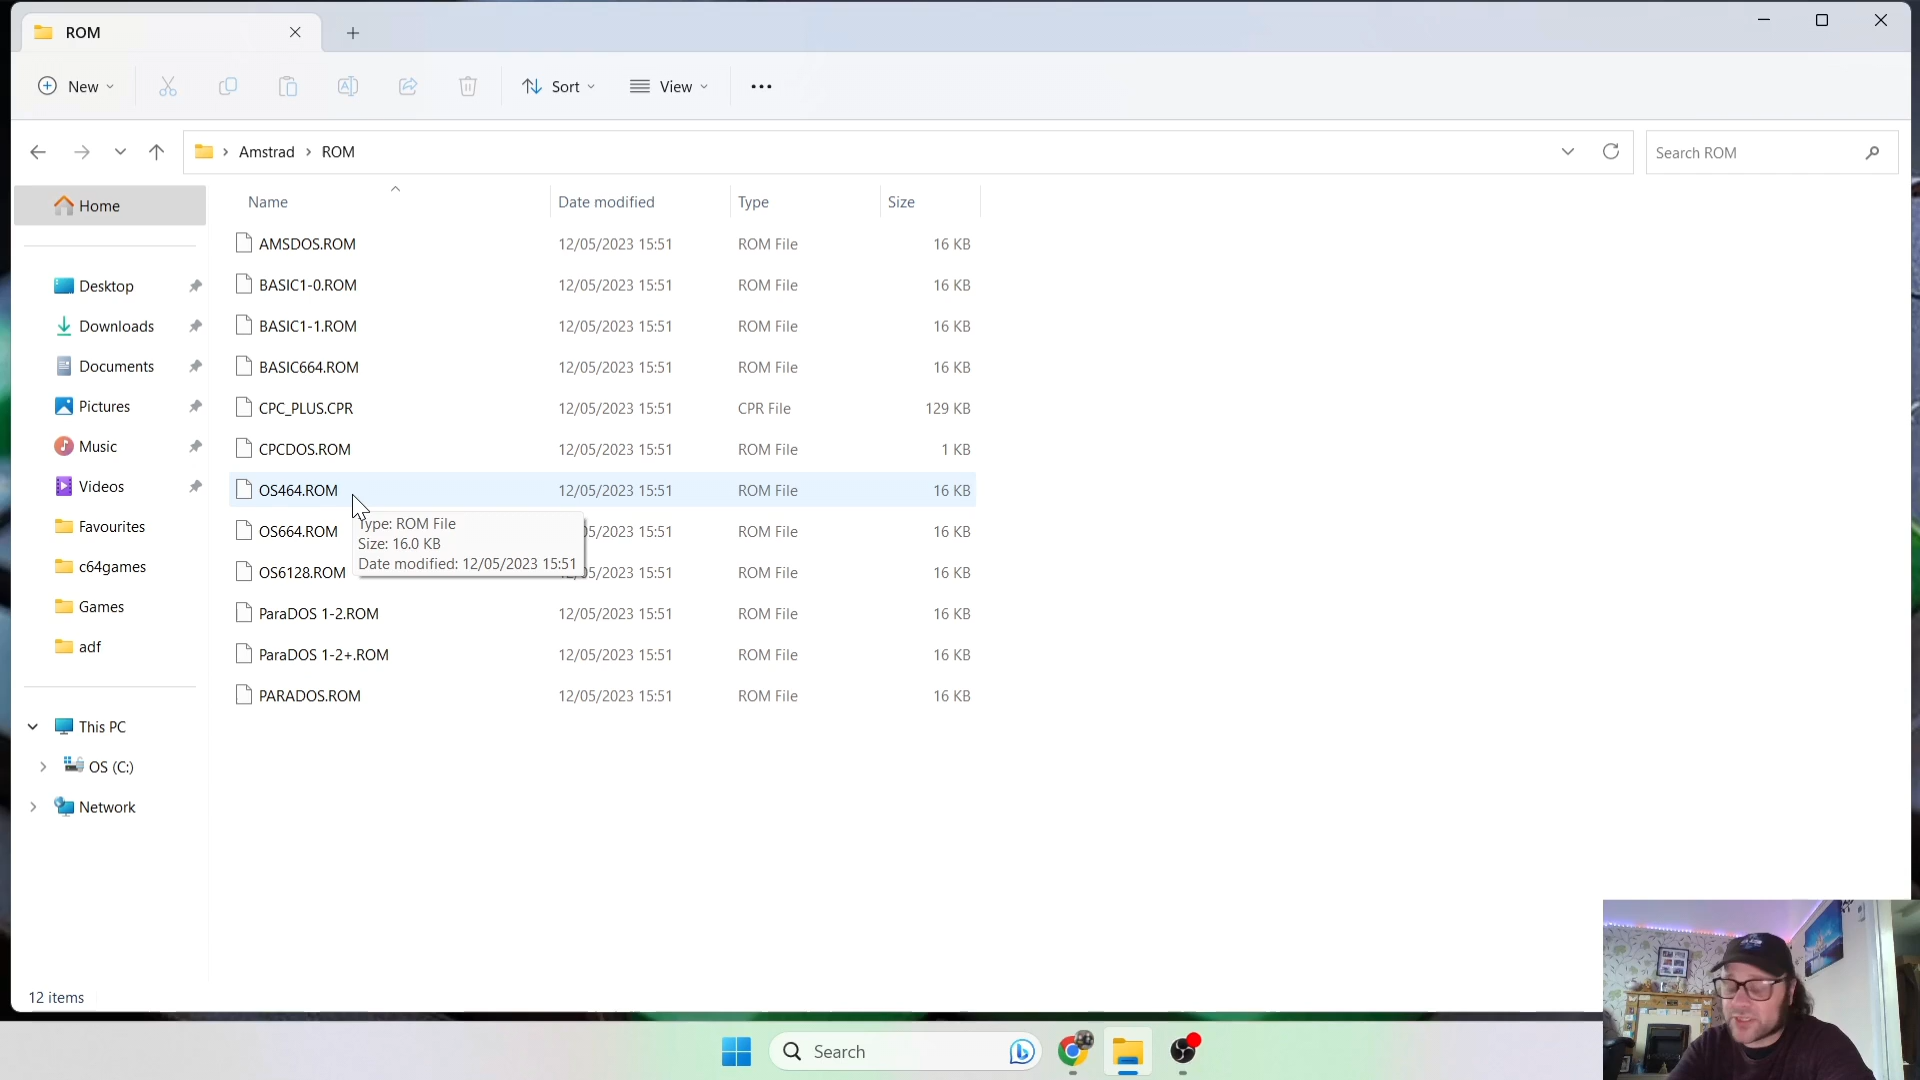 ROM
New
Sort
View
Amstrad
ROM
Search ROM
Home
Desktop
Downloads
Documents
Pictures
Music
Videos
Favourites
c64games
Games
adf
This PC
OS (C:)
Network
Name Date modified Type Size
AMSDOS.ROM 12/05/2023 15:51 ROM File 16 KB
BASIC1-0.ROM 12/05/2023 15:51 ROM File 16 KB
BASIC1-1.ROM 12/05/2023 15:51 ROM File 16 KB
BASIC664.ROM 12/05/2023 15:51 ROM File 16 KB
CPC_PLUS.CPR 12/05/2023 15:51 CPR File 129 KB
CPCDOS.ROM 12/05/2023 15:51 ROM File 1 KB
OS464.ROM 12/05/2023 15:51 ROM File 16 KB
OS664.ROM 05/2023 15:51 ROM File 16 KB
Type: ROM File
Size: 16.0 KB
Date modified: 12/05/2023 15:51
OS6128.ROM 05/2023 15:51 ROM File 16 KB
ParaDOS 1-2.ROM 12/05/2023 15:51 ROM File 16 KB
ParaDOS 1-2+.ROM 12/05/2023 15:51 ROM File 16 KB
PARADOS.ROM 12/05/2023 15:51 ROM File 16 KB
12 items
Search